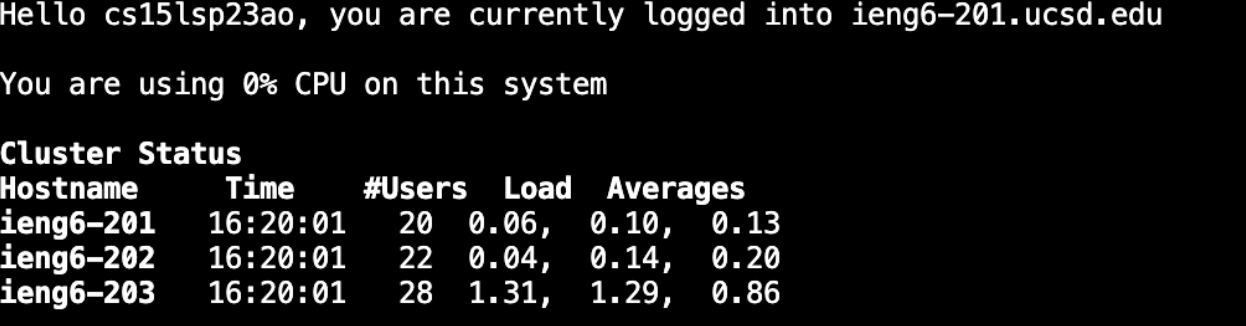 Hello cs15lsp23ao, you are currently logged into ieng6-201.ucsd.edu
You are using 0% CPU on this system
Cluster Status
Hostname     Time    #Users  Load  Averages
ieng6-201   16:20:01   20  0.06,  0.10,  0.13
ieng6-202   16:20:01   22  0.04,  0.14,  0.20
ieng6-203   16:20:01   28  1.31,  1.29,  0.86